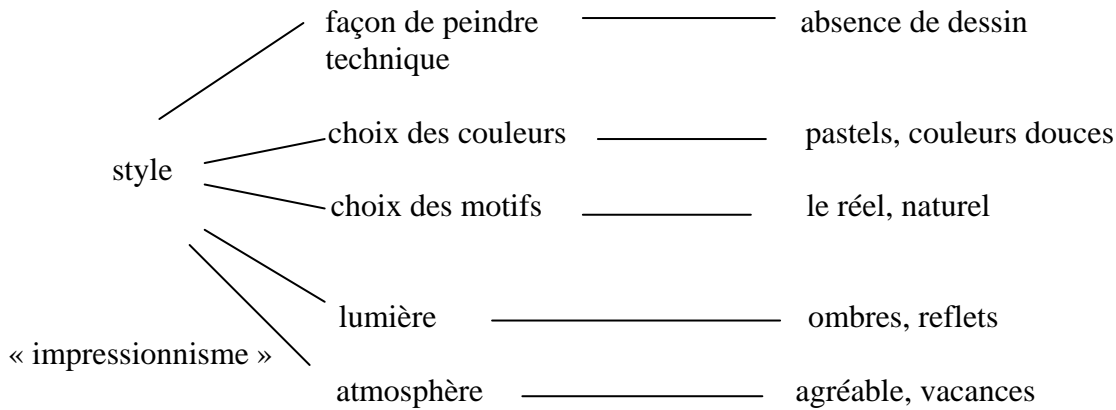 façon de peindre absence de dessin
technique
choix des couleurs pastels, couleurs douces
style
choix des motifs le réel, naturel
lumière ombres, reflets
« impressionnisme »
atmosphère agréable, vacances